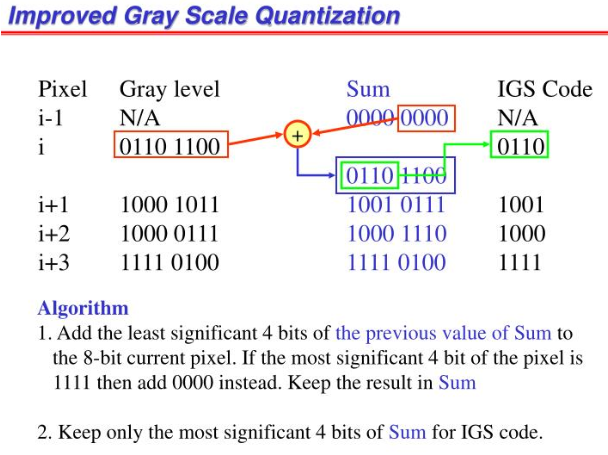 Improved Gray Scale Quantization
Pixel Gray level Sum IGS Code
i-1 N/A 0000 0000 N/A
i 0110 1100 + 0110
0110 1100
i+1 1000 1011 1001 0111 1001
i+2 1000 0111 1000 1110 1000
i+3 1111 0100 1111 0100 1111
Algorithm
1. Add the least significant 4 bits of the previous value of Sum to
the 8-bit current pixel. If the most significant 4 bit of the pixel is
1111 then add 0000 instead. Keep the result in Sum
2. Keep only the most significant 4 bits of Sum for IGS code.